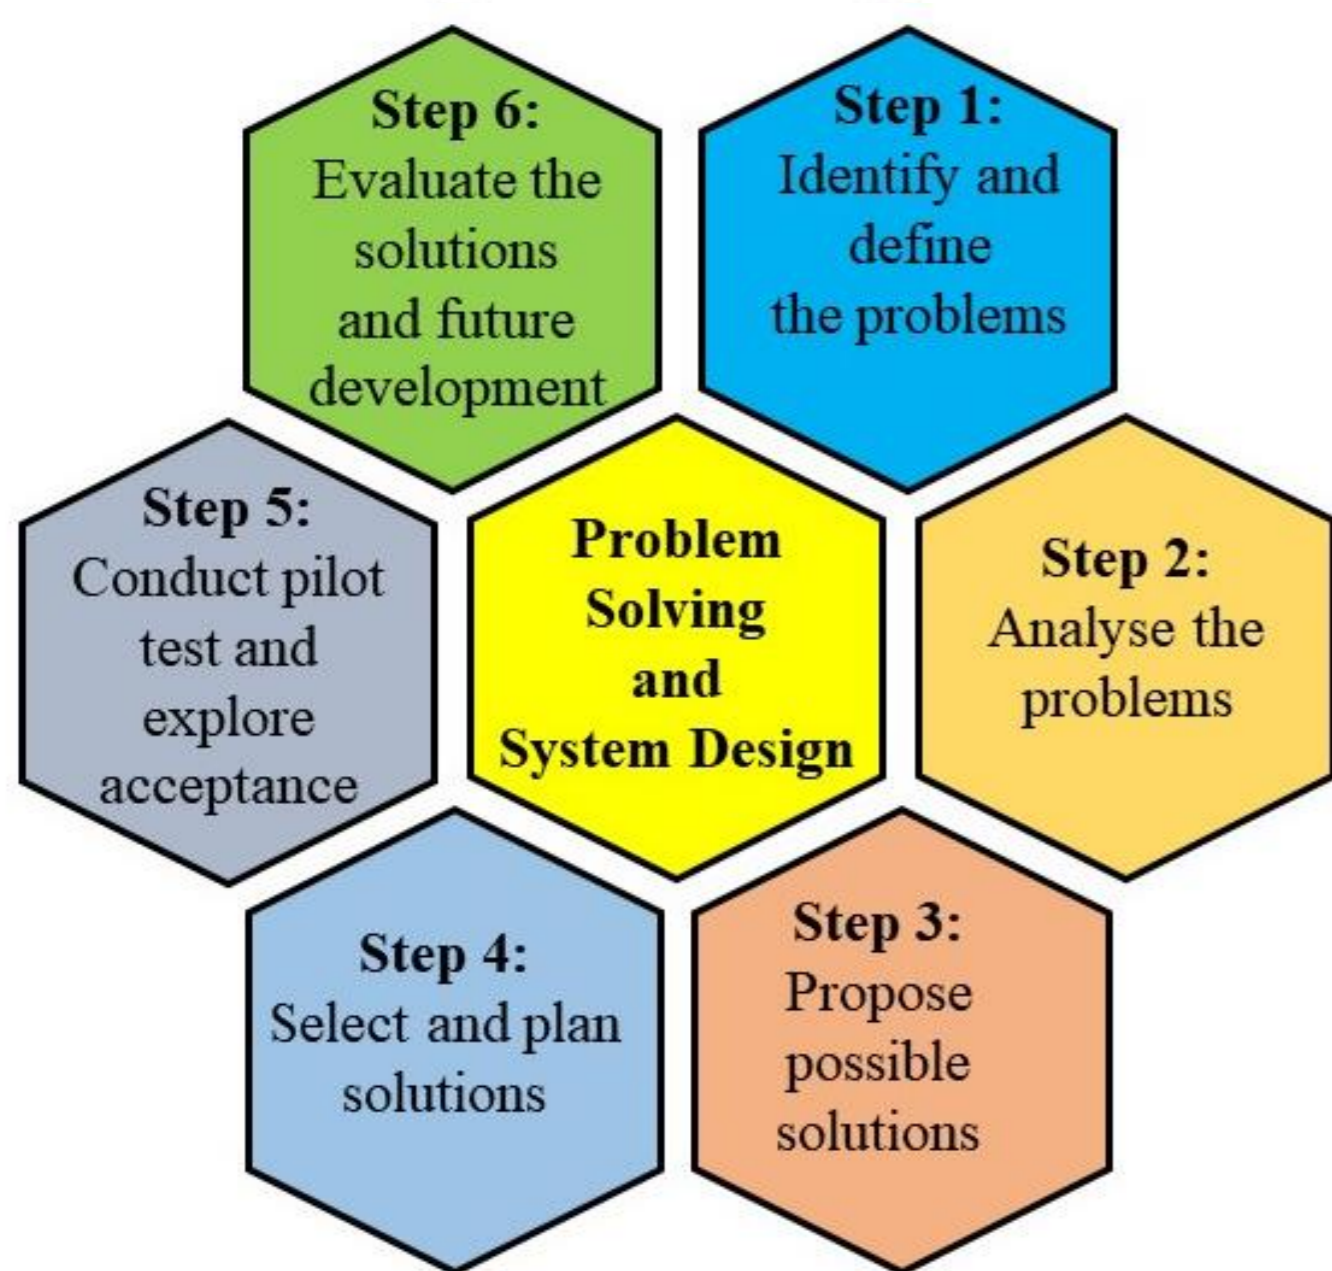 Step 1:
Identify and
define
the problems
Step 2:
Analyse the
problems
Step 3:
Propose
possible
solutions
Step 4:
Select and plan
solutions
Step 5:
Conduct pilot
test and
explore
acceptance
Step 6:
Evaluate the
solutions
and future
development
Problem
Solving
and
System Design